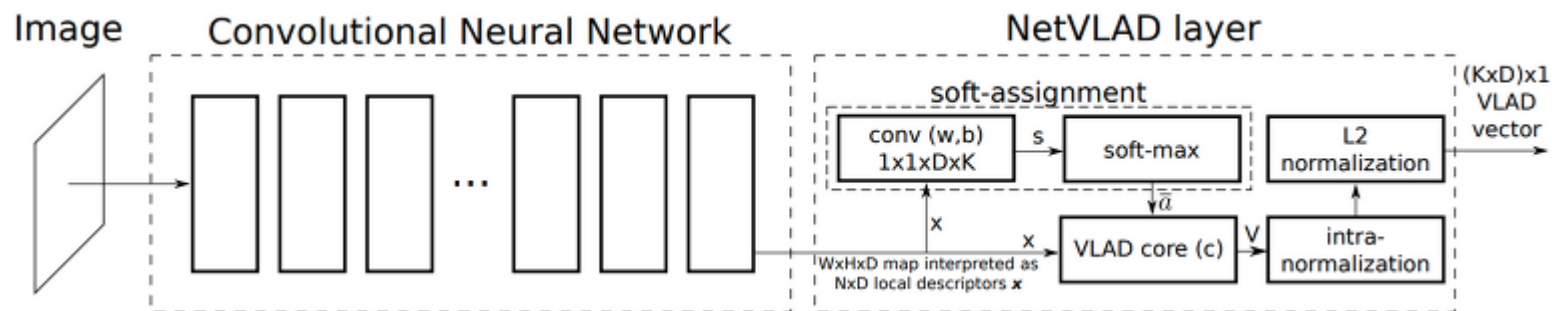 Image
Convolutional Neural Network
NetVLAD layer
soft-assignment
conv (w,b)
1x1xDxK
s
soft-max
L2
normalization
(KxD)x1
VLAD
vector
...
x
x
ā
VLAD core (c)
V
intra-
normalization
WxHxD map interpreted as
NxD local descriptors x